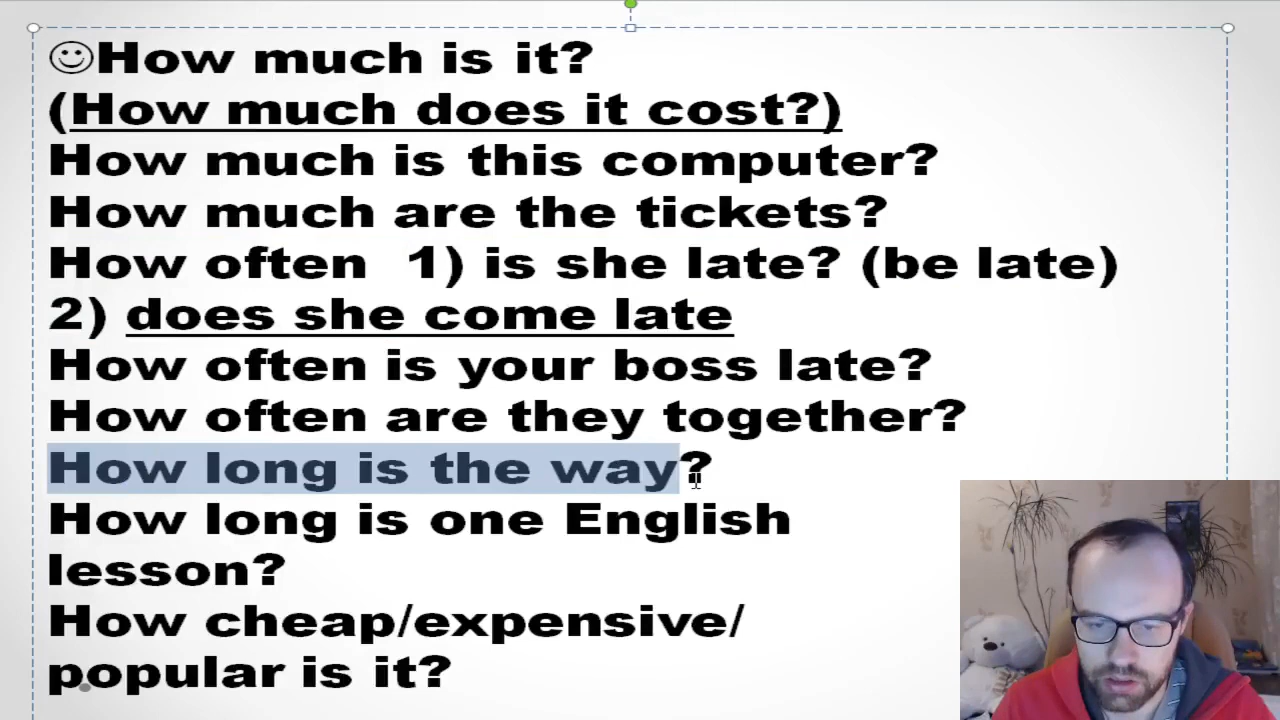 ☺How much is it?
(How much does it cost?)
How much is this computer?
How much are the tickets?
How often 1) is she late? (be late)
2) does she come late
How often is your boss late?
How often are they together?
How long is the way?
How long is one English
lesson?
How cheap/expensive/
popular is it?